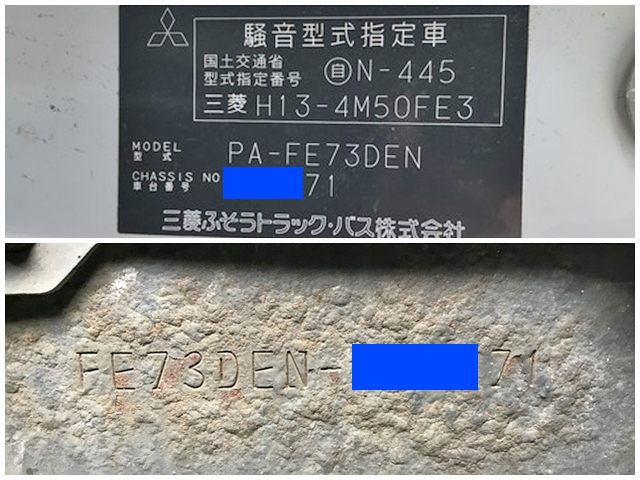 騒音型式指定車
国土交通省
型式指定番号
自N-445
三菱 H13-4M50FE3
MODEL
型式
PA-FE73DEN
CHASSIS NO
車台番号
71
三菱ふそうトラック・バス株式会社
FE73DEN-
71